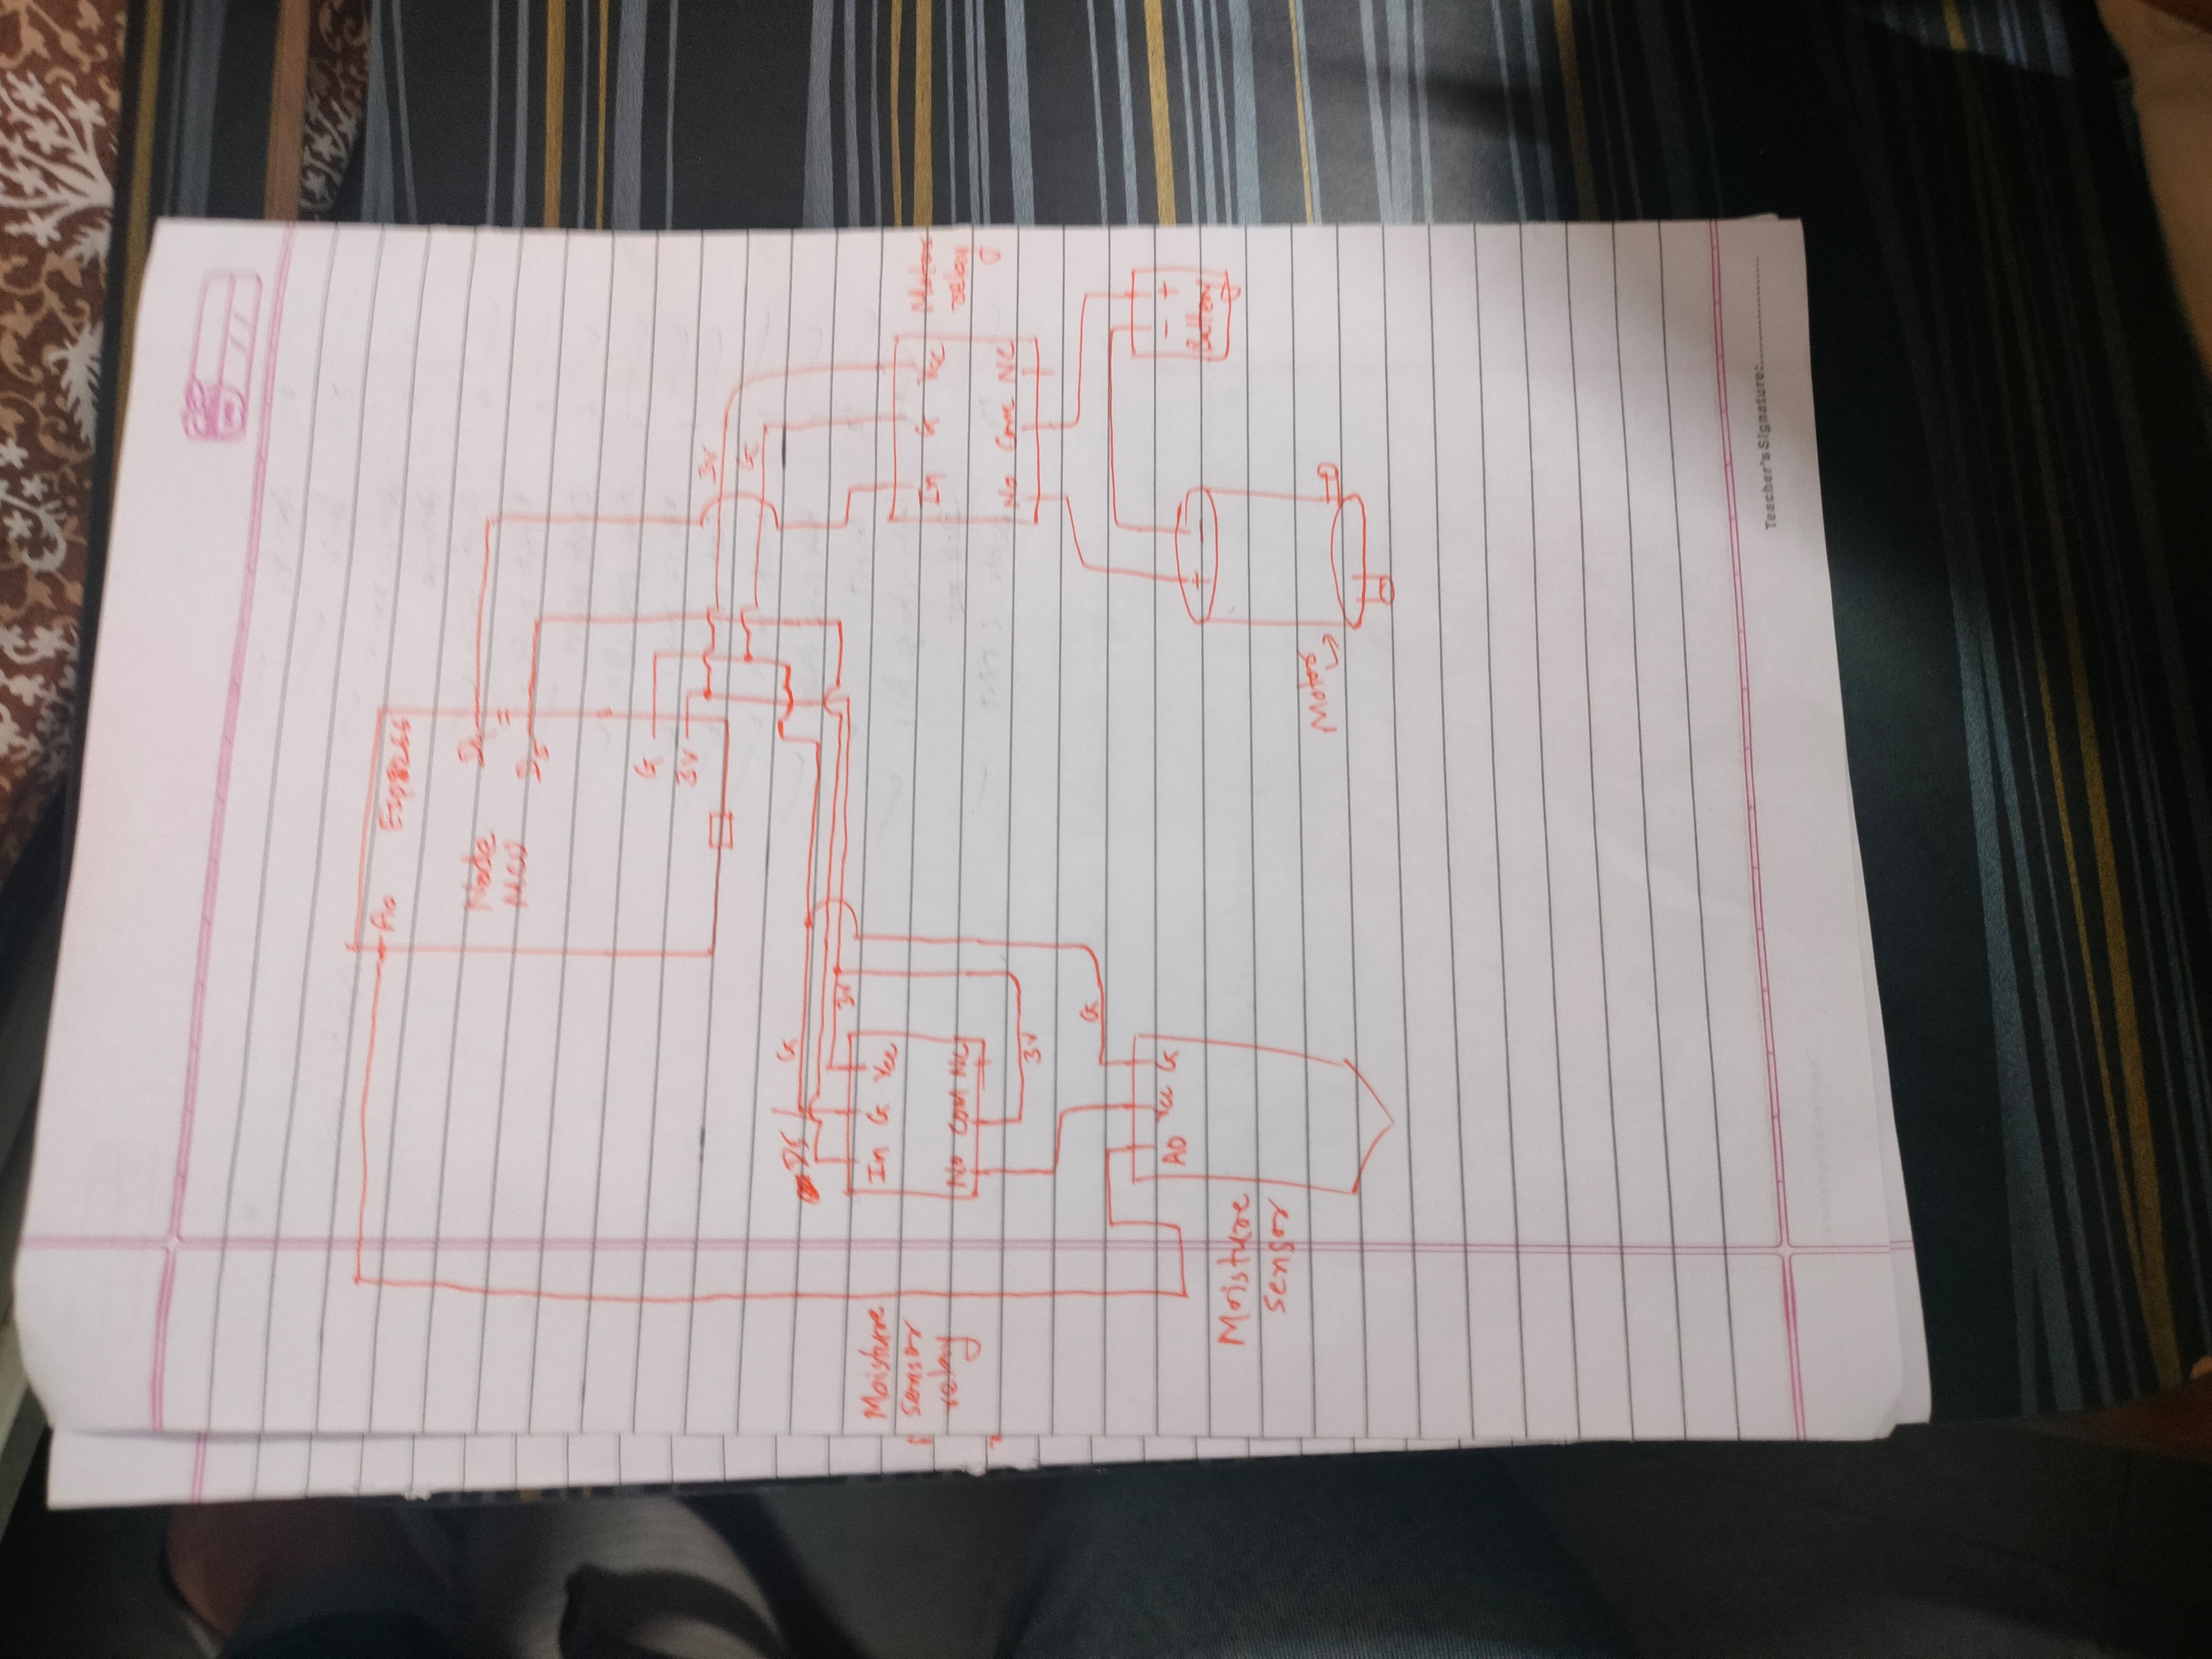 A0 Esp8266
Node
MCU
D1
D5
G
3V
3V
G
Motor
relay
In G Vcc
No Com NC
- +
Battery
Motor
G
3V
D5
In G Vcc
No Com NC
3V
G
Moisture
sensor
relay
A0 Vcc G
Moisture
sensor
Teacher's Signature: